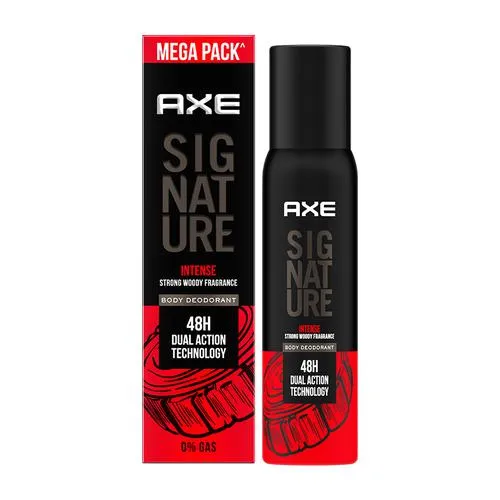 MEGA PACK^
AXE
SIG
NAT
URE
INTENSE
STRONG WOODY FRAGRANCE
BODY DEODORANT
48H
DUAL ACTION
TECHNOLOGY
0% GAS
AXE
SIG
NAT
URE
INTENSE
STRONG WOODY FRAGRANCE
BODY DEODORANT
48H
DUAL ACTION
TECHNOLOGY